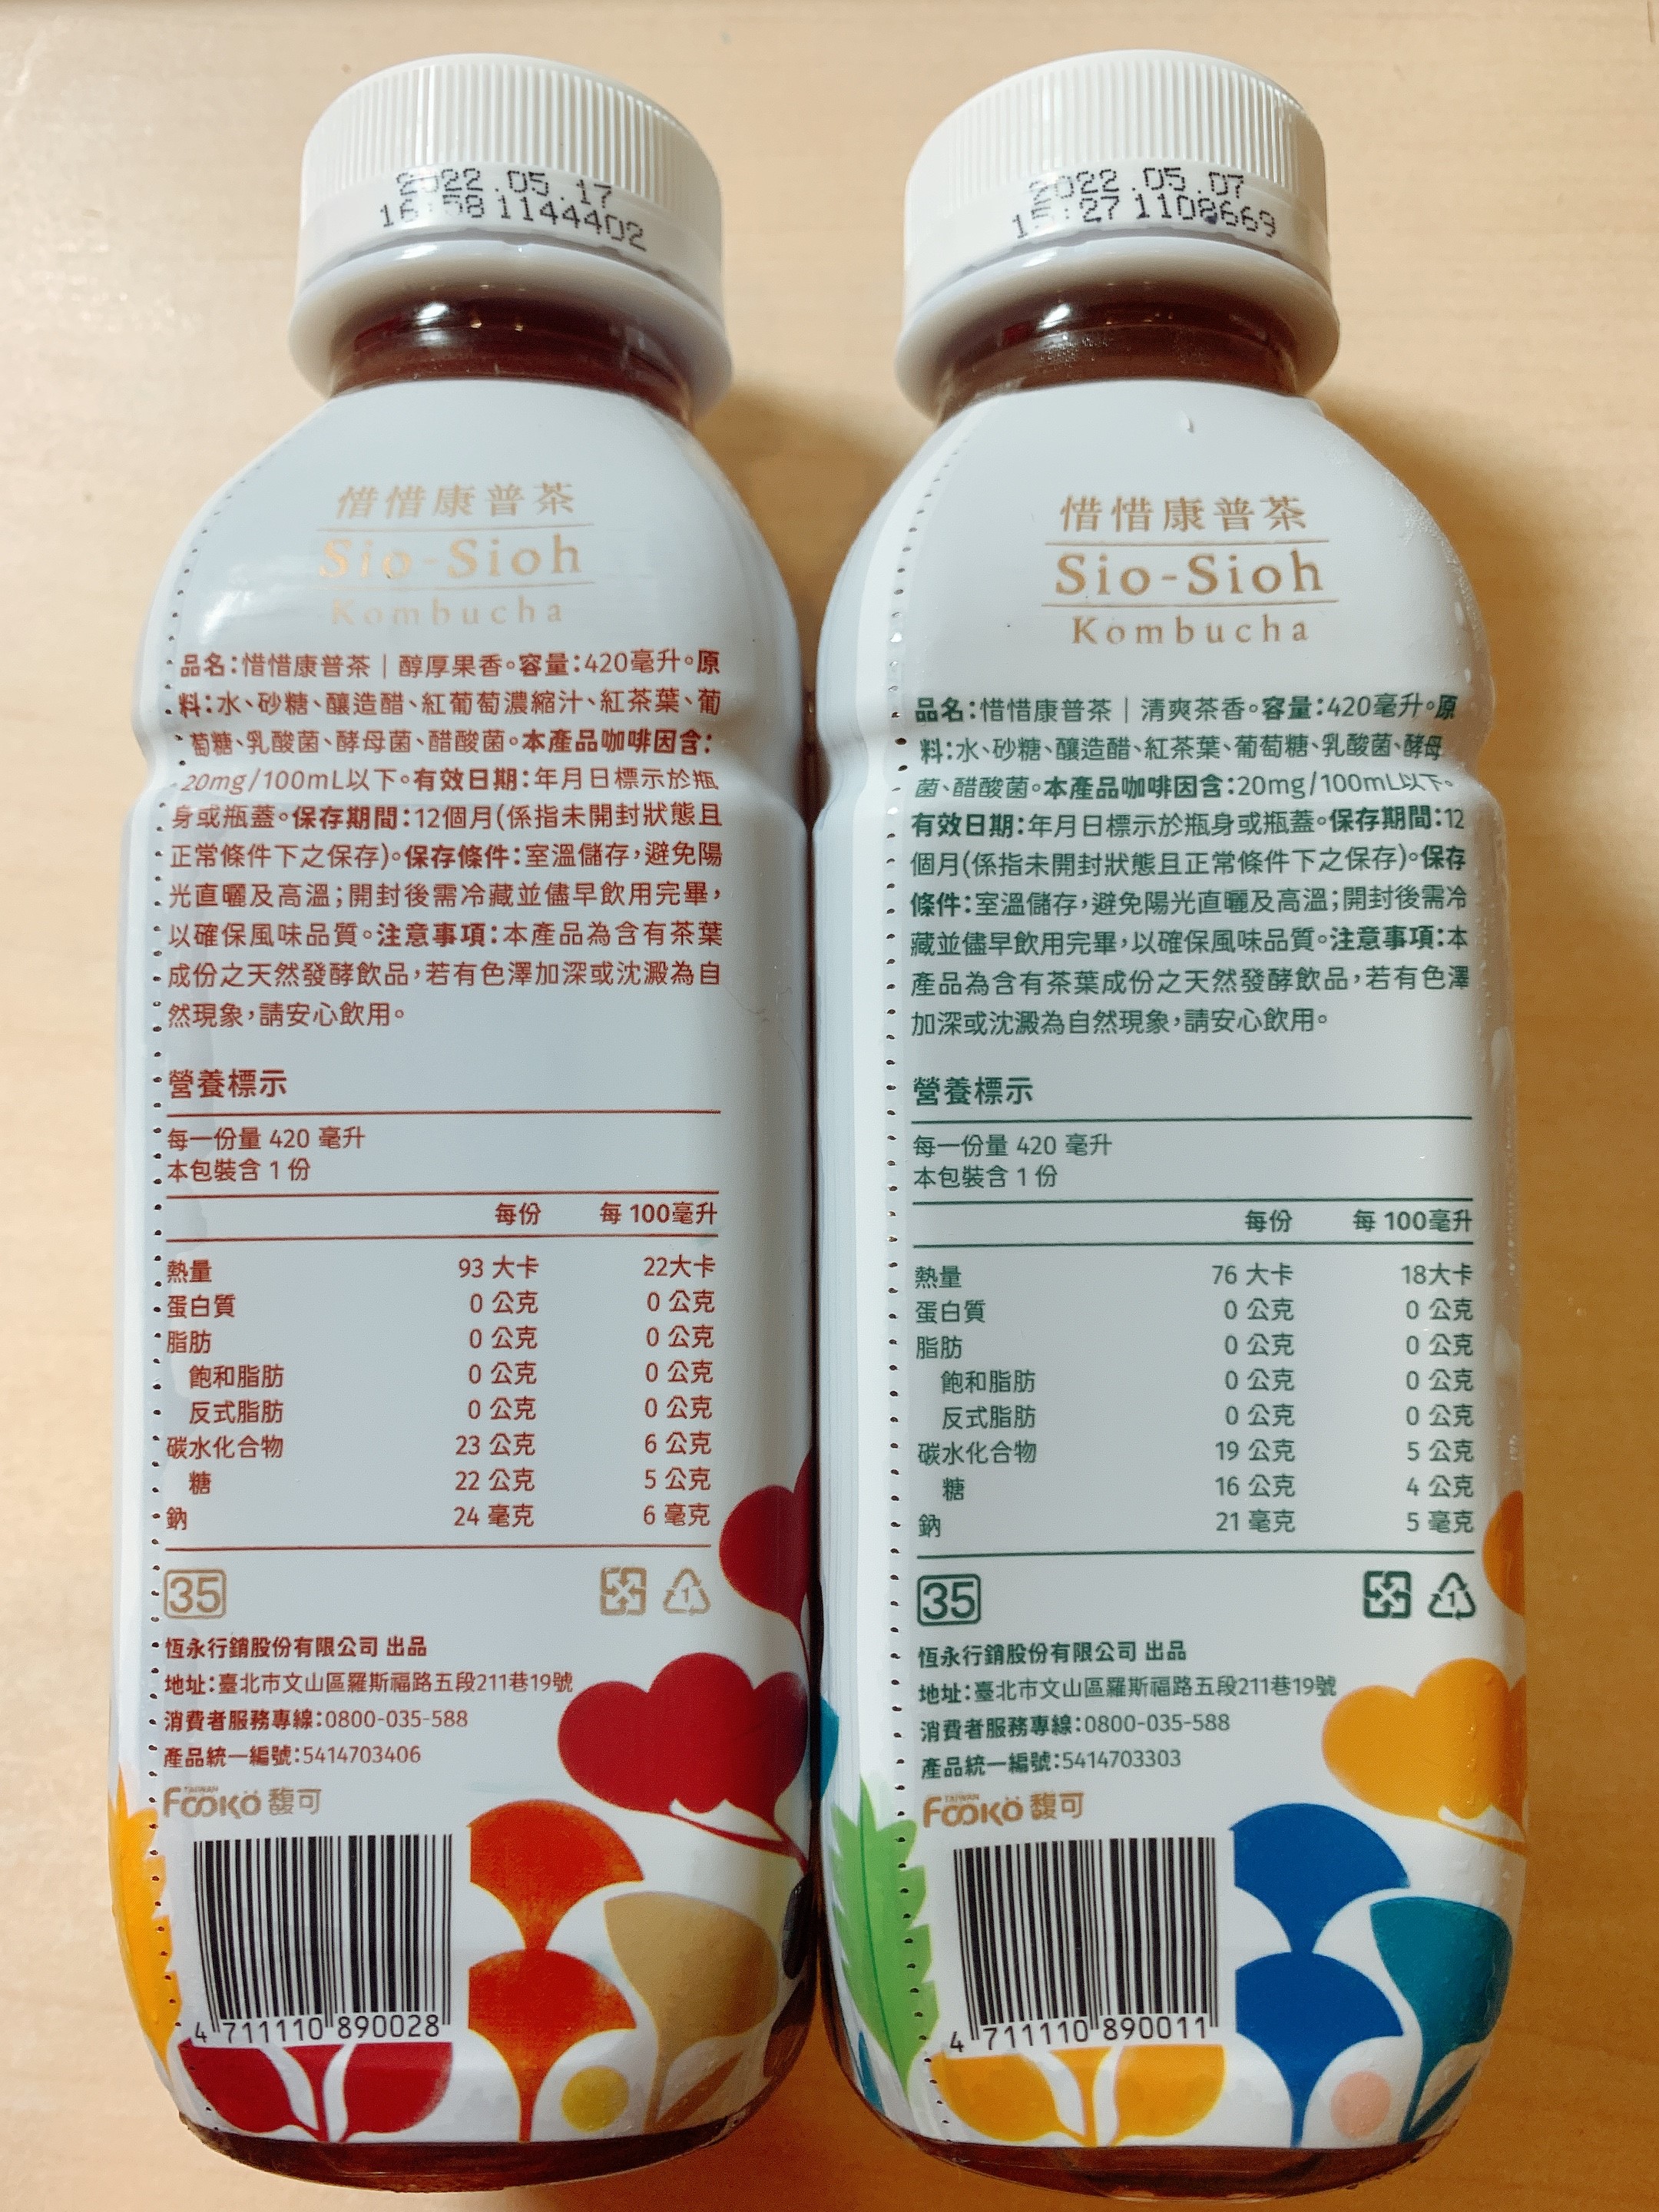 2022.05.17
16:58 1144402
惜惜康普茶
Sio-Sioh
Kombucha
品名:惜惜康普茶|醇厚果香。容量:420毫升。原
料:水、砂糖、釀造醋、紅葡萄濃縮汁、紅茶葉、葡
萄糖、乳酸菌、酵母菌、醋酸菌。本產品咖啡因含:
20mg/100mL以下。有效日期:年月日標示於瓶
身或瓶蓋。保存期間:12個月(係指未開封狀態且
正常條件下之保存)。保存條件:室溫儲存,避免陽
光直曬及高溫;開封後需冷藏並儘早飲用完畢,
以確保風味品質。注意事項:本產品為含有茶葉
成份之天然發酵飲品,若有色澤加深或沈澱為自
然現象,請安心飲用。
營養標示
每一份量 420 毫升
本包裝含 1 份
每份 每 100毫升
熱量 93 大卡 22大卡
蛋白質 0 公克 0 公克
脂肪 0 公克 0 公克
飽和脂肪 0 公克 0 公克
反式脂肪 0 公克 0 公克
碳水化合物 23 公克 6 公克
糖 22 公克 5 公克
鈉 24 毫克 6 毫克
35 1
恆永行銷股份有限公司 出品
地址:臺北市文山區羅斯福路五段211巷19號
消費者服務專線:0800-035-588
產品統一編號:5414703406
TAIWAN
Fookö 馥可
4 711110 890028
2022.05.07
15:27 1108669
惜惜康普茶
Sio-Sioh
Kombucha
品名:惜惜康普茶|清爽茶香。容量:420毫升。原
料:水、砂糖、釀造醋、紅茶葉、葡萄糖、乳酸菌、酵母
菌、醋酸菌。本產品咖啡因含:20mg/100mL以下。
有效日期:年月日標示於瓶身或瓶蓋。保存期間:12
個月(係指未開封狀態且正常條件下之保存)。保存
條件:室溫儲存,避免陽光直曬及高溫;開封後需冷
藏並儘早飲用完畢,以確保風味品質。注意事項:本
產品為含有茶葉成份之天然發酵飲品,若有色澤
加深或沈澱為自然現象,請安心飲用。
營養標示
每一份量 420 毫升
本包裝含 1 份
每份 每 100毫升
熱量 76 大卡 18大卡
蛋白質 0 公克 0 公克
脂肪 0 公克 0 公克
飽和脂肪 0 公克 0 公克
反式脂肪 0 公克 0 公克
碳水化合物 19 公克 5 公克
糖 16 公克 4 公克
鈉 21 毫克 5 毫克
35 1
恆永行銷股份有限公司 出品
地址:臺北市文山區羅斯福路五段211巷19號
消費者服務專線:0800-035-588
產品統一編號:5414703303
TAIWAN
Fookö 馥可
4 711110 890011